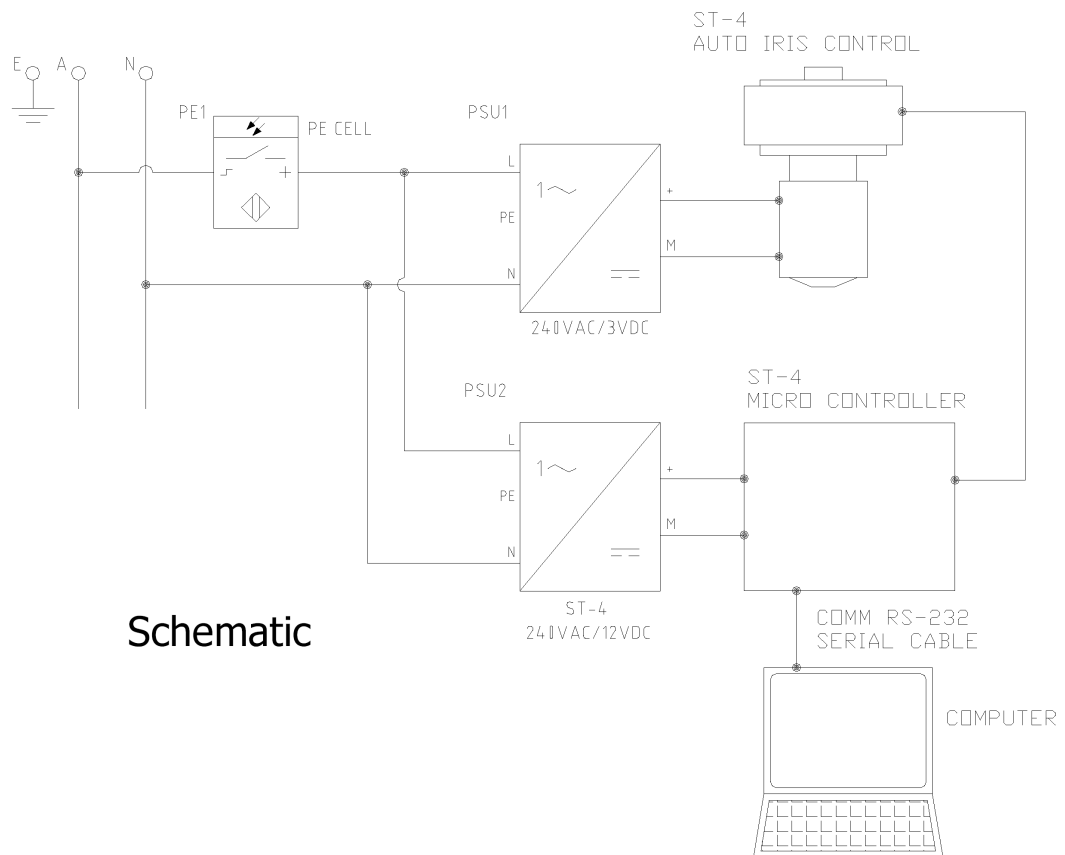 ST-4
AUTO IRIS CONTROL
E
A
N
PE1
PE CELL
PSU1
L
1
PE
N
+
M
240VAC/3VDC
PSU2
L
1
PE
N
+
M
ST-4
240VAC/12VDC
ST-4
MICRO CONTROLLER
COMM RS-232
SERIAL CABLE
COMPUTER
Schematic